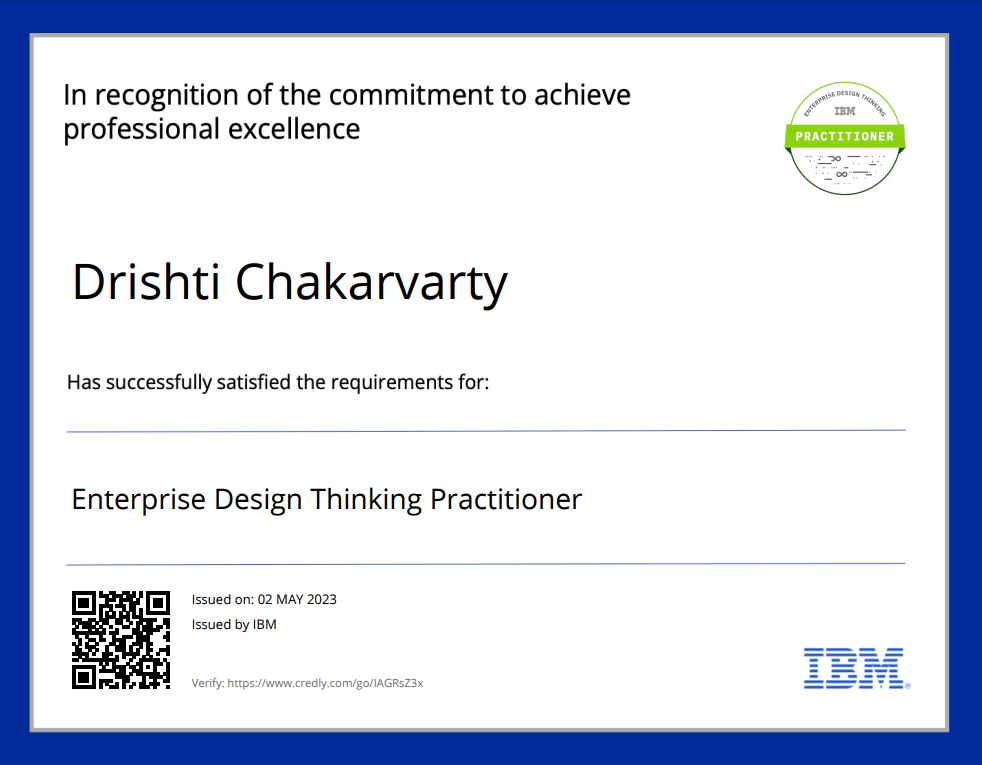 In recognition of the commitment to achieve
professional excellence
ENTERPRISE DESIGN THINKING
IBM
PRACTITIONER
Drishti Chakarvarty
Has successfully satisfied the requirements for:
Enterprise Design Thinking Practitioner
Issued on: 02 MAY 2023
Issued by IBM
Verify: https://www.credly.com/go/IAGRsZ3x
IBM®